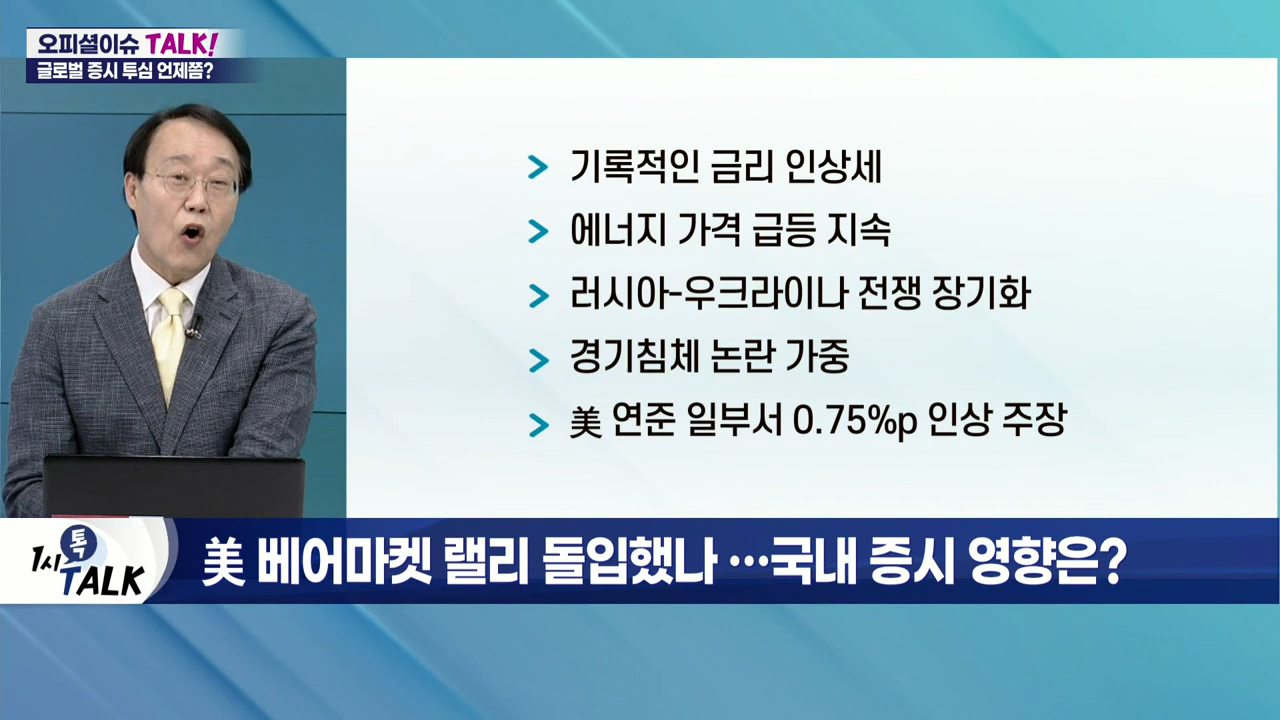 오피셜이슈 TALK!
글로벌 증시 투심 언제쯤?
> 기록적인 금리 인상세
> 에너지 가격 급등 지속
> 러시아-우크라이나 전쟁 장기화
> 경기침체 논란 가중
> 美 연준 일부서 0.75%p 인상 주장
1시 톡 TALK
美 베어마켓 랠리 돌입했나…국내 증시 영향은?